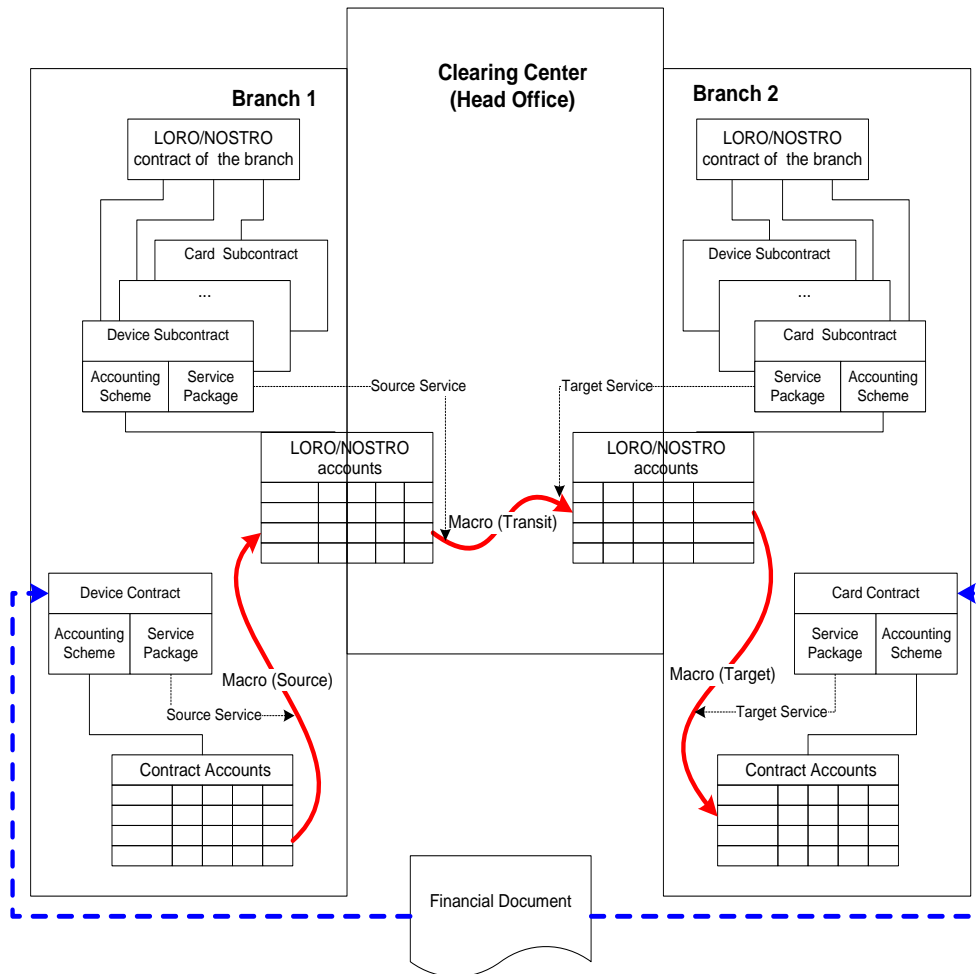 Clearing Center
(Head Office)
Branch 1
LORO/NOSTRO
contract of the branch
Card Subcontract
...
Device Subcontract
Accounting
Scheme
Service
Package
Source Service
LORO/NOSTRO
accounts
Macro (Transit)
Device Contract
Accounting
Scheme
Service
Package
Macro (Source)
Source Service
Contract Accounts
Branch 2
LORO/NOSTRO
contract of the branch
Device Subcontract
...
Card Subcontract
Service
Package
Accounting
Scheme
Target Service
LORO/NOSTRO
accounts
Card Contract
Service
Package
Accounting
Scheme
Macro (Target)
Target Service
Contract Accounts
Financial Document